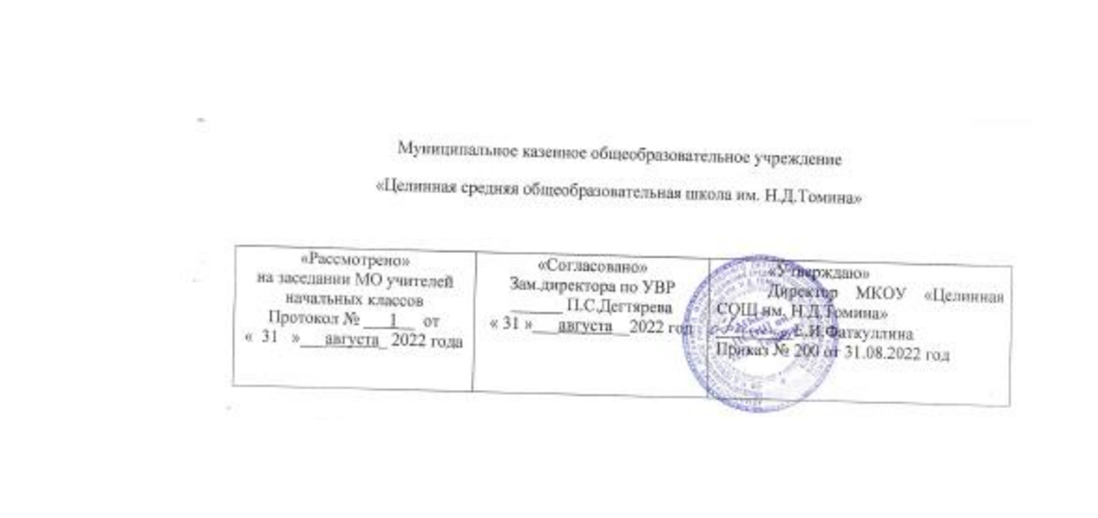 Муниципальное казенное общеобразовательное учреждение
«Целинная средняя общеобразовательная школа им. Н.Д.Томина»
«Рассмотрено»
на заседании МО учителей
начальных классов
Протокол № 1 от
« 31 » августа 2022 года
«Согласовано»
Зам.директора по УВР
______ П.С.Дегтярева
« 31 » августа 2022 год
«Утверждаю»
Директор МКОУ «Целинная
СОШ им. Н.Д.Томина»
Е.И.Фаткуллина
Приказ № 200 от 31.08.2022 год